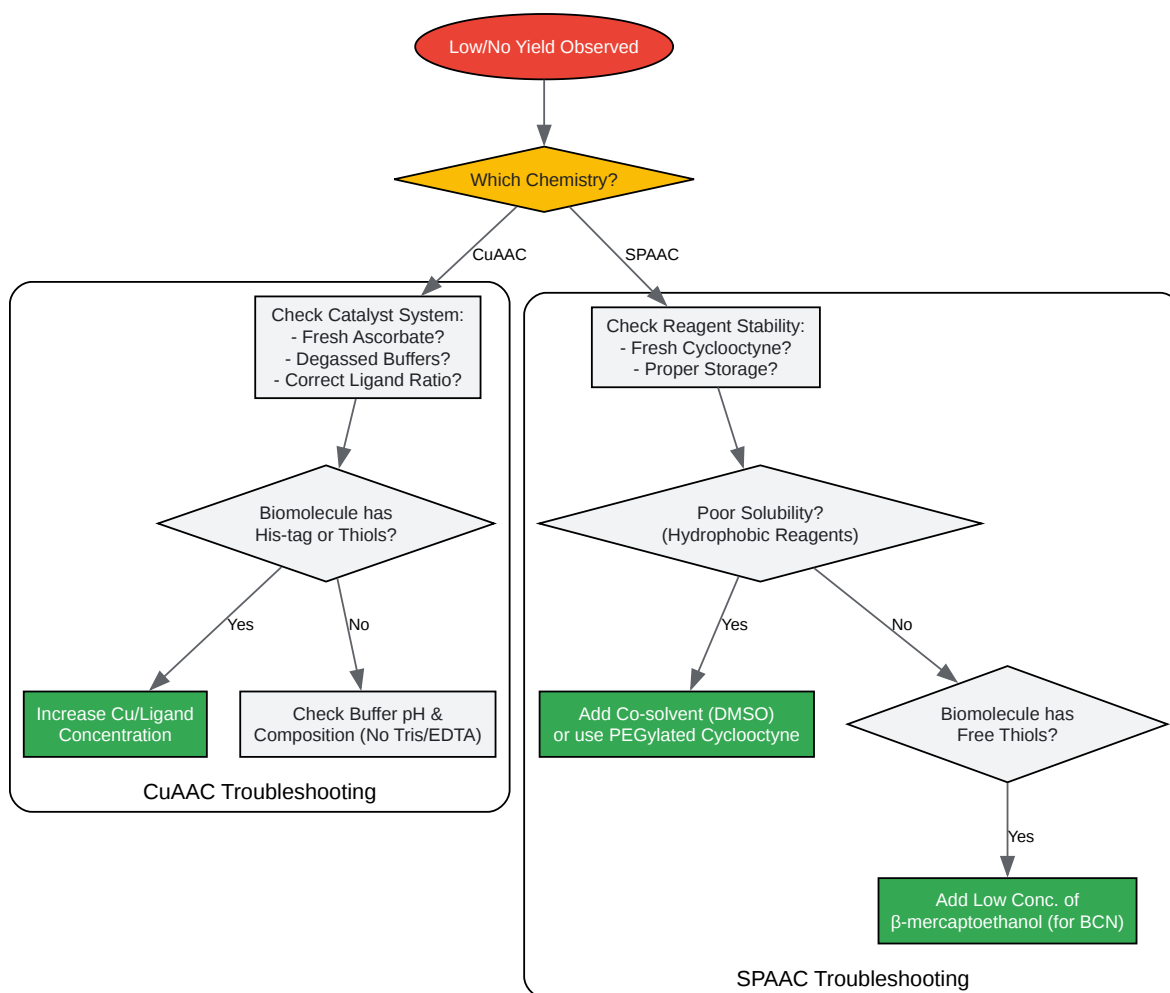 Low/No Yield Observed
Which Chemistry?
CuAAC
SPAAC
Check Catalyst System:
- Fresh Ascorbate?
- Degassed Buffers?
- Correct Ligand Ratio?
Biomolecule has
His-tag or Thiols?
Yes
No
Increase Cu/Ligand
Concentration
Check Buffer pH &
Composition (No Tris/EDTA)
CuAAC Troubleshooting
Check Reagent Stability:
- Fresh Cyclooctyne?
- Proper Storage?
Poor Solubility?
(Hydrophobic Reagents)
Yes
No
Add Co-solvent (DMSO)
or use PEGylated Cyclooctyne
Biomolecule has
Free Thiols?
Yes
Add Low Conc. of
β-mercaptoethanol (for BCN)
SPAAC Troubleshooting